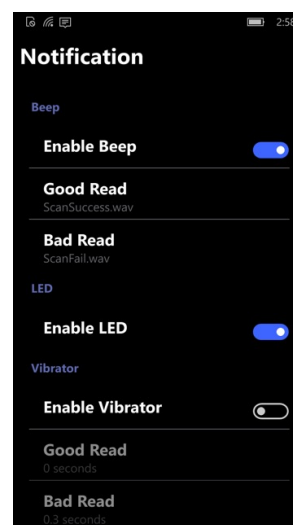 2:58
Notification
Beep
Enable Beep
Good Read
ScanSuccess.wav
Bad Read
ScanFail.wav
LED
Enable LED
Vibrator
Enable Vibrator
Good Read
0 seconds
Bad Read
0.3 seconds